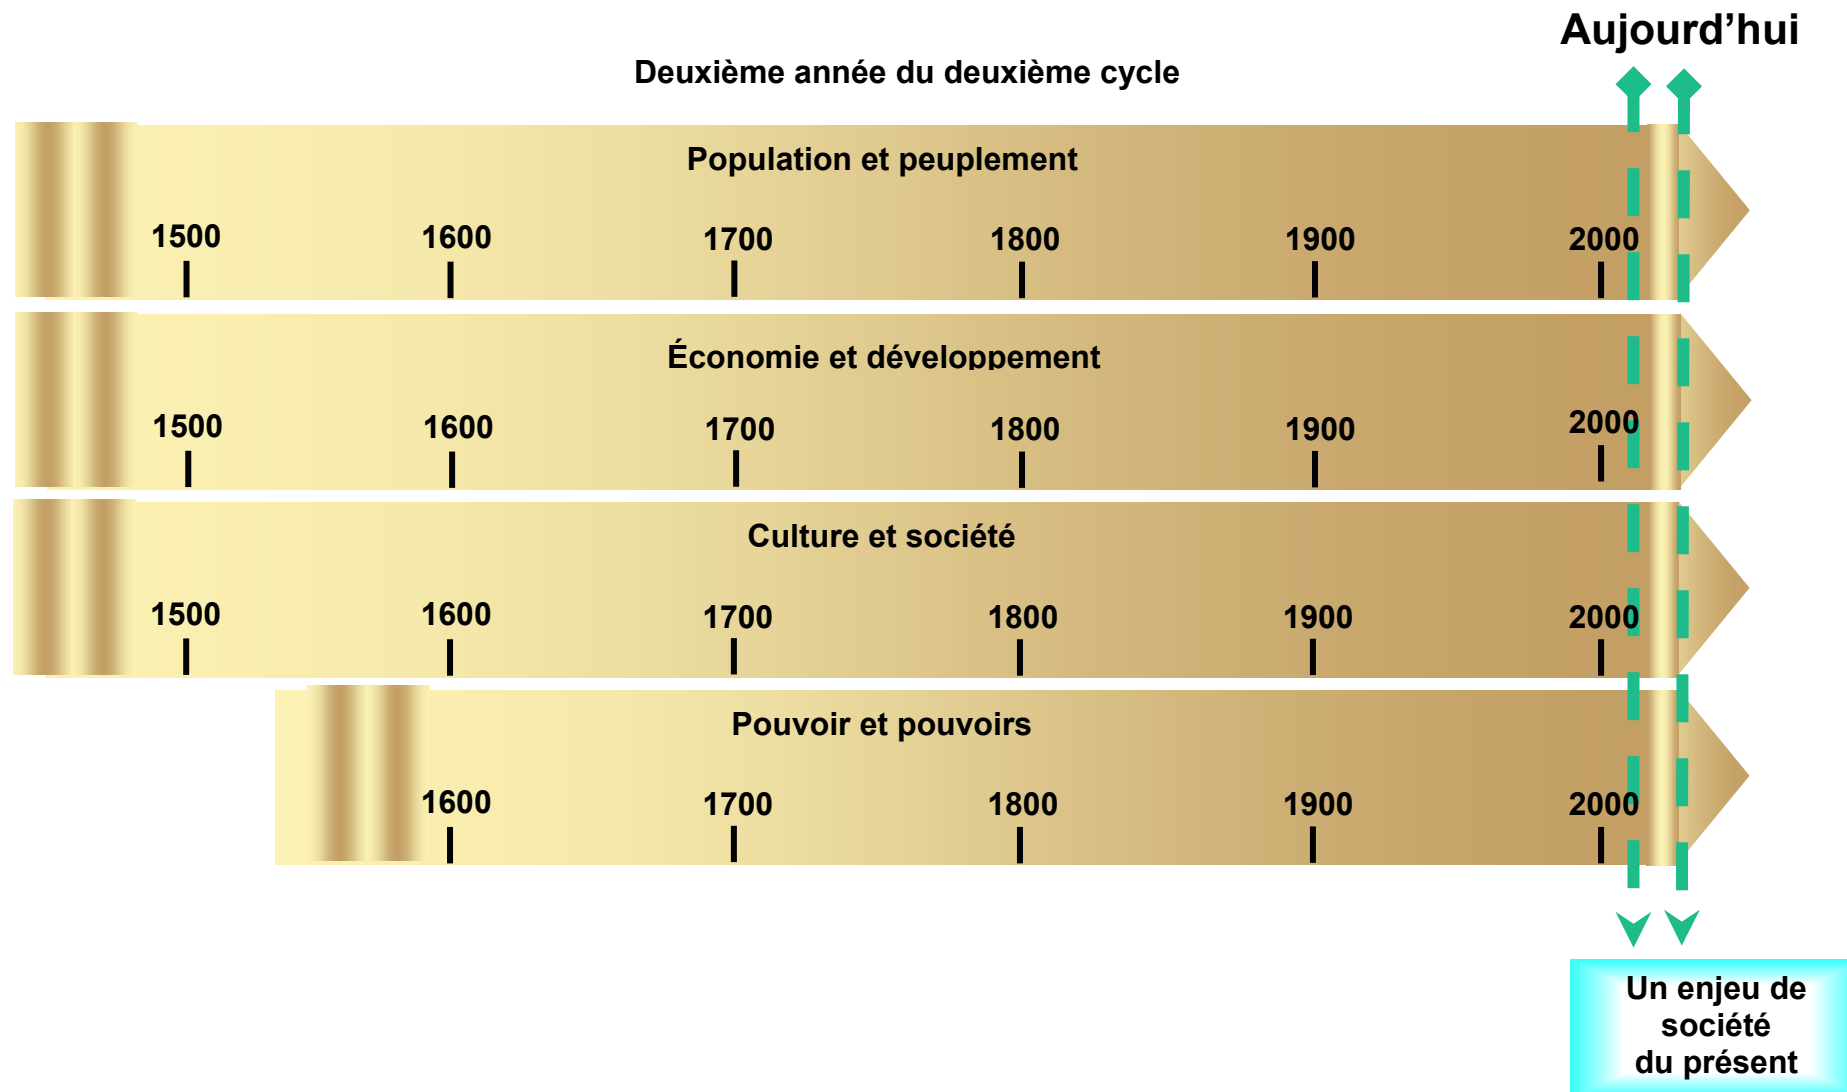 Aujourd’hui
Deuxième année du deuxième cycle
Population et peuplement
1500 1600 1700 1800 1900 2000
Économie et développement
1500 1600 1700 1800 1900 2000
Culture et société
1500 1600 1700 1800 1900 2000
Pouvoir et pouvoirs
1600 1700 1800 1900 2000
Un enjeu de
société
du présent